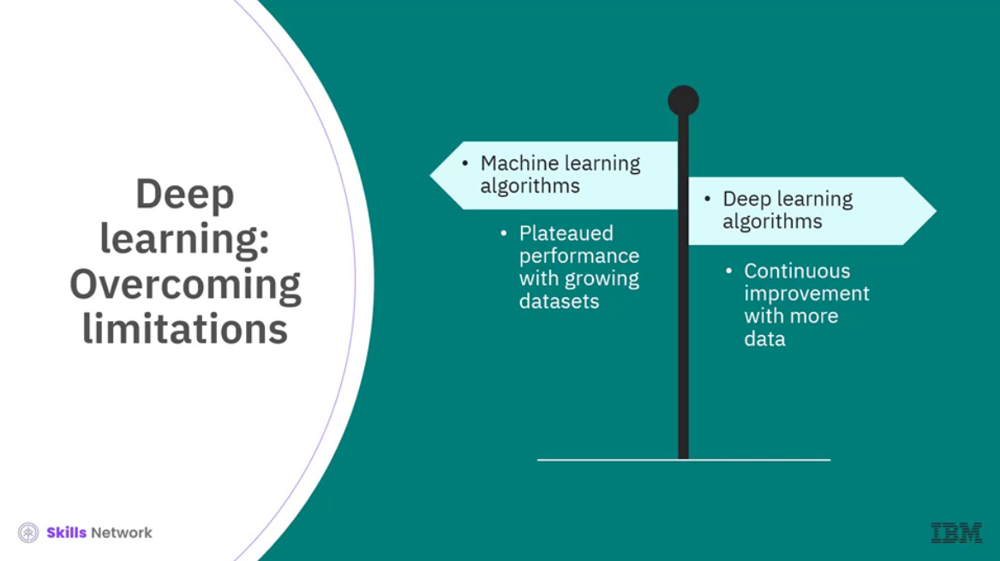 Deep
learning:
Overcoming
limitations
• Machine learning
algorithms
• Plateaued
performance
with growing
datasets
• Deep learning
algorithms
• Continuous
improvement
with more
data
Skills Network
IBM